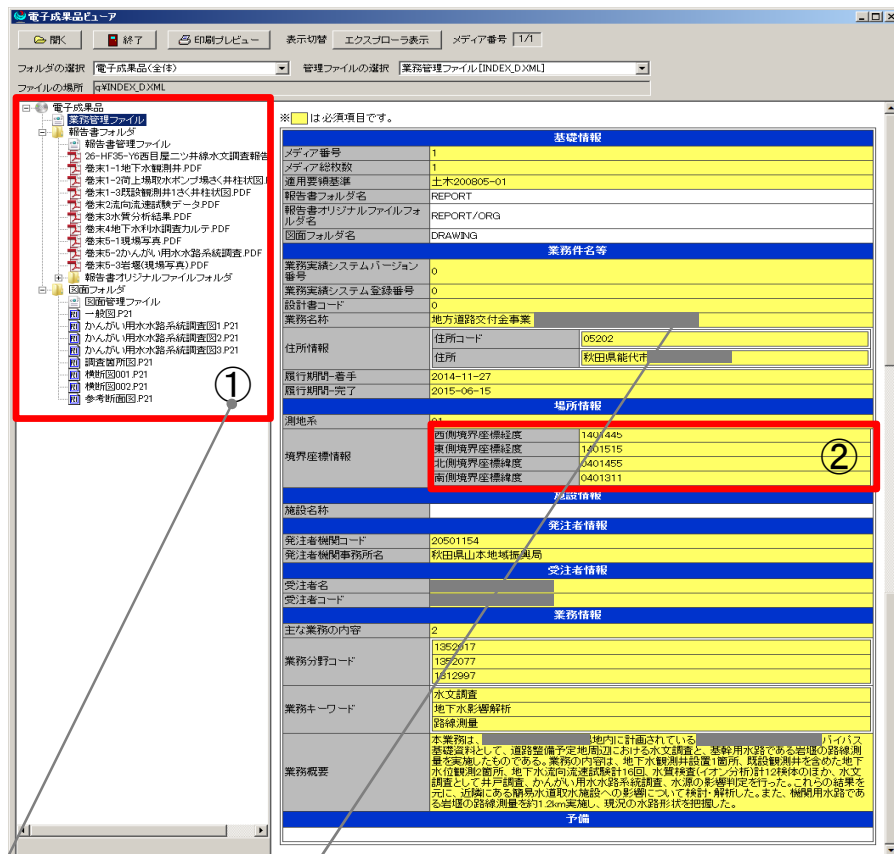 電子成果品ビューア
開く 終了 印刷プレビュー 表示切替 エクスプローラ表示 メディア番号 1/1
フォルダの選択 電子成果品(全体) 管理ファイルの選択 業務管理ファイル[INDEX_D.XML]
ファイルの場所 q¥INDEX_D.XML
電子成果品
業務管理ファイル
報告書フォルダ
報告書管理ファイル
26-HF35-Y6西目屋二ツ井線水文調査報告
巻末1-1地下水観測井.PDF
巻末1-2荷上場取水ポンプ場さく井柱状図.
巻末1-3既設観測井1さく井柱状図.PDF
巻末2流向流速試験データ.PDF
巻末3水質分析結果.PDF
巻末4地下水利水調査カルテ.PDF
巻末5-1現場写真.PDF
巻末5-2かんがい用水水路系統調査.PDF
巻末5-3岩堰(現場写真).PDF
報告書オリジナルファイルフォルダ
図面フォルダ
図面管理ファイル
一般図.P21
かんがい用水水路系統調査図1.P21
かんがい用水水路系統調査図2.P21
かんがい用水水路系統調査図3.P21
調査箇所図.P21
横断図001.P21
横断図002.P21
参考断面図.P21
①
※ は必須項目です。
基礎情報
メディア番号 1
メディア総枚数 1
適用要領基準 土木200805-01
報告書フォルダ名 REPORT
報告書オリジナルファイルフォ
ルダ名 REPORT/ORG
図面フォルダ名 DRAWING
業務件名等
業務実績システムバージョン
番号 0
業務実績システム登録番号 0
設計書コード 0
業務名称 地方道路交付金事業
住所情報 住所コード 05202
住所 秋田県能代市
履行期間-着手 2014-11-27
履行期間-完了 2015-06-15
場所情報
測地系 01
境界座標情報
西側境界座標経度 1401445
東側境界座標経度 1401515
北側境界座標緯度 0401455
南側境界座標緯度 0401311
②
施設情報
施設名称
発注者情報
発注者機関コード 20501154
発注者機関事務所名 秋田県山本地域振興局
受注者情報
受注者名
受注者コード
業務情報
主な業務の内容 2
業務分野コード
1352017
1352077
1312997
業務キーワード
水文調査
地下水影響解析
路線測量
業務概要
本業務は、 地内に計画されている バイパス
基礎資料として、道路整備予定地周辺における水文調査と、基幹用水路である岩堰の路線測
量を実施したものである。業務の内容は、地下水観測井設置1箇所、既設観測井を含めた地下
水位観測2箇所、地下水流向流速試験計16回、水質検査(イオン分析)計12検体のほか、水文
調査として井戸調査、かんがい用水水路系統調査、水源の影響判定を行った。これらの結果を
元に、近隣にある簡易水道取水施設への影響について検討・解析した。また、機関用水路であ
る岩堰の路線測量を約1.2km実施し、現況の水路形状を把握した。
予備